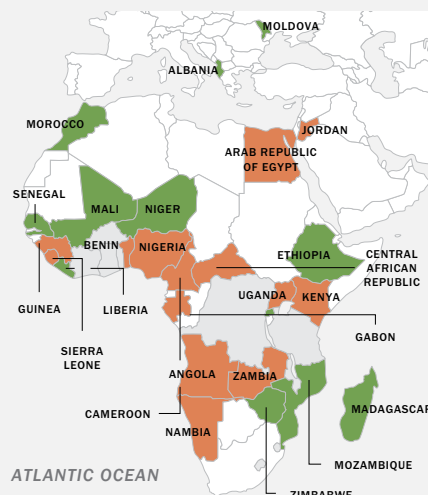 MOLDOVA
ALBANIA
MOROCCO
JORDAN
ARAB REPUBLIC
OF EGYPT
SENEGAL
MALI
NIGER
BENIN
NIGERIA
ETHIOPIA
CENTRAL
AFRICAN
REPUBLIC
UGANDA
KENYA
GUINEA
LIBERIA
GABON
SIERRA
LEONE
ANGOLA
ZAMBIA
CAMEROON
MADAGASCAR
NAMBIA
MOZAMBIQUE
ATLANTIC OCEAN
ZIMBABWE